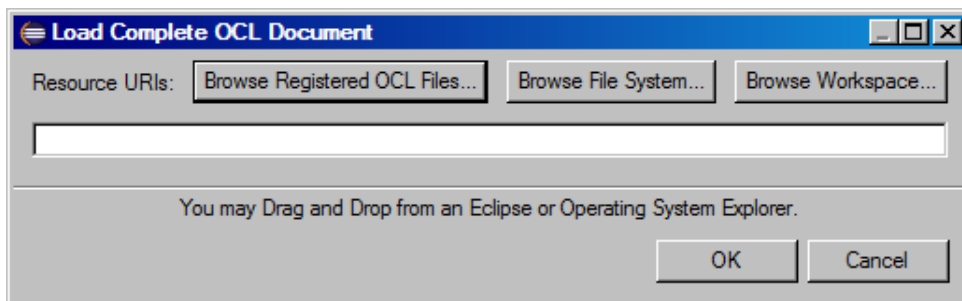 Load Complete OCL Document
Resource URIs: Browse Registered OCL Files... Browse File System... Browse Workspace...
You may Drag and Drop from an Eclipse or Operating System Explorer.
OK Cancel